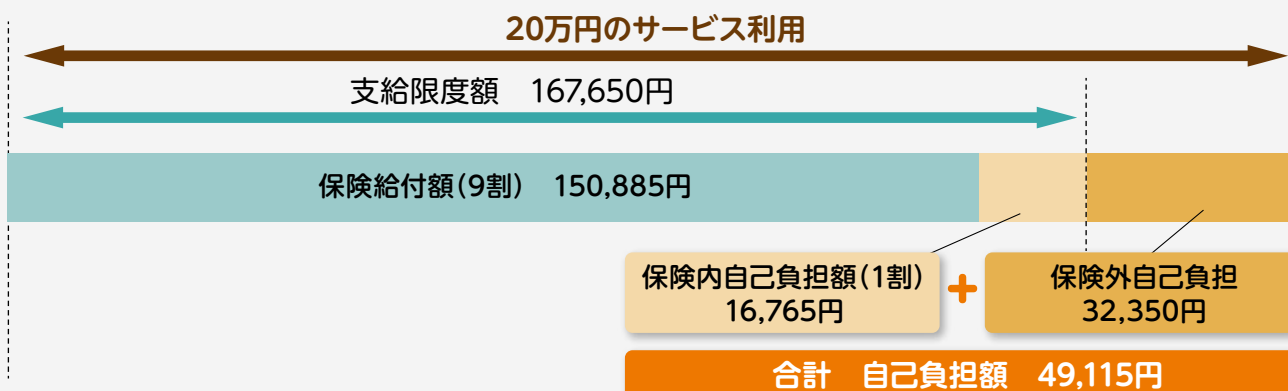 20万円のサービス利用
支給限度額　167,650円
保険給付額（9割）　150,885円
保険内自己負担額（1割）
16,765円
+
保険外自己負担
32,350円
合計　自己負担額　49,115円